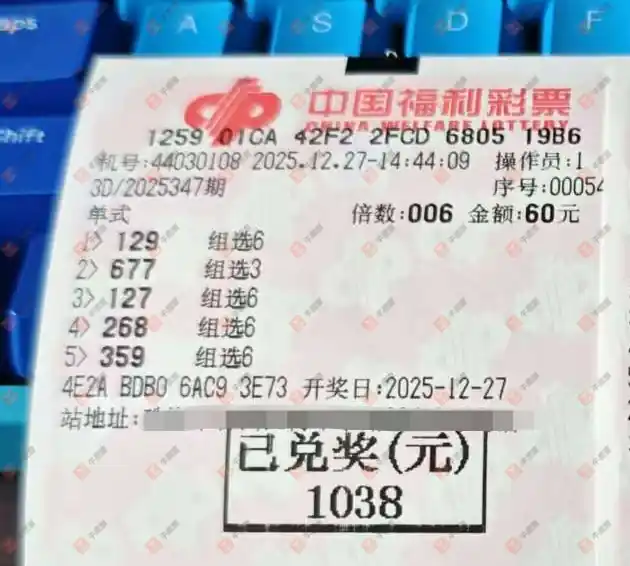 aps
A
S
D
F
Shift
中国福利彩票
CHINA WELFARE LOTTERY
1259 01CA 42F2 2FCD 6805 19B6
机号:44030108 2025.12.27-14:44:09 操作员:1
3D/2025347期 序号:00054
单式 倍数:006 金额:60元
1> 129 组选6
2> 677 组选3
3> 127 组选6
4> 268 组选6
5> 359 组选6
4E2A BDB0 6AC9 3E73 开奖日:2025-12-27
站地址:
已兑奖(元)
1038